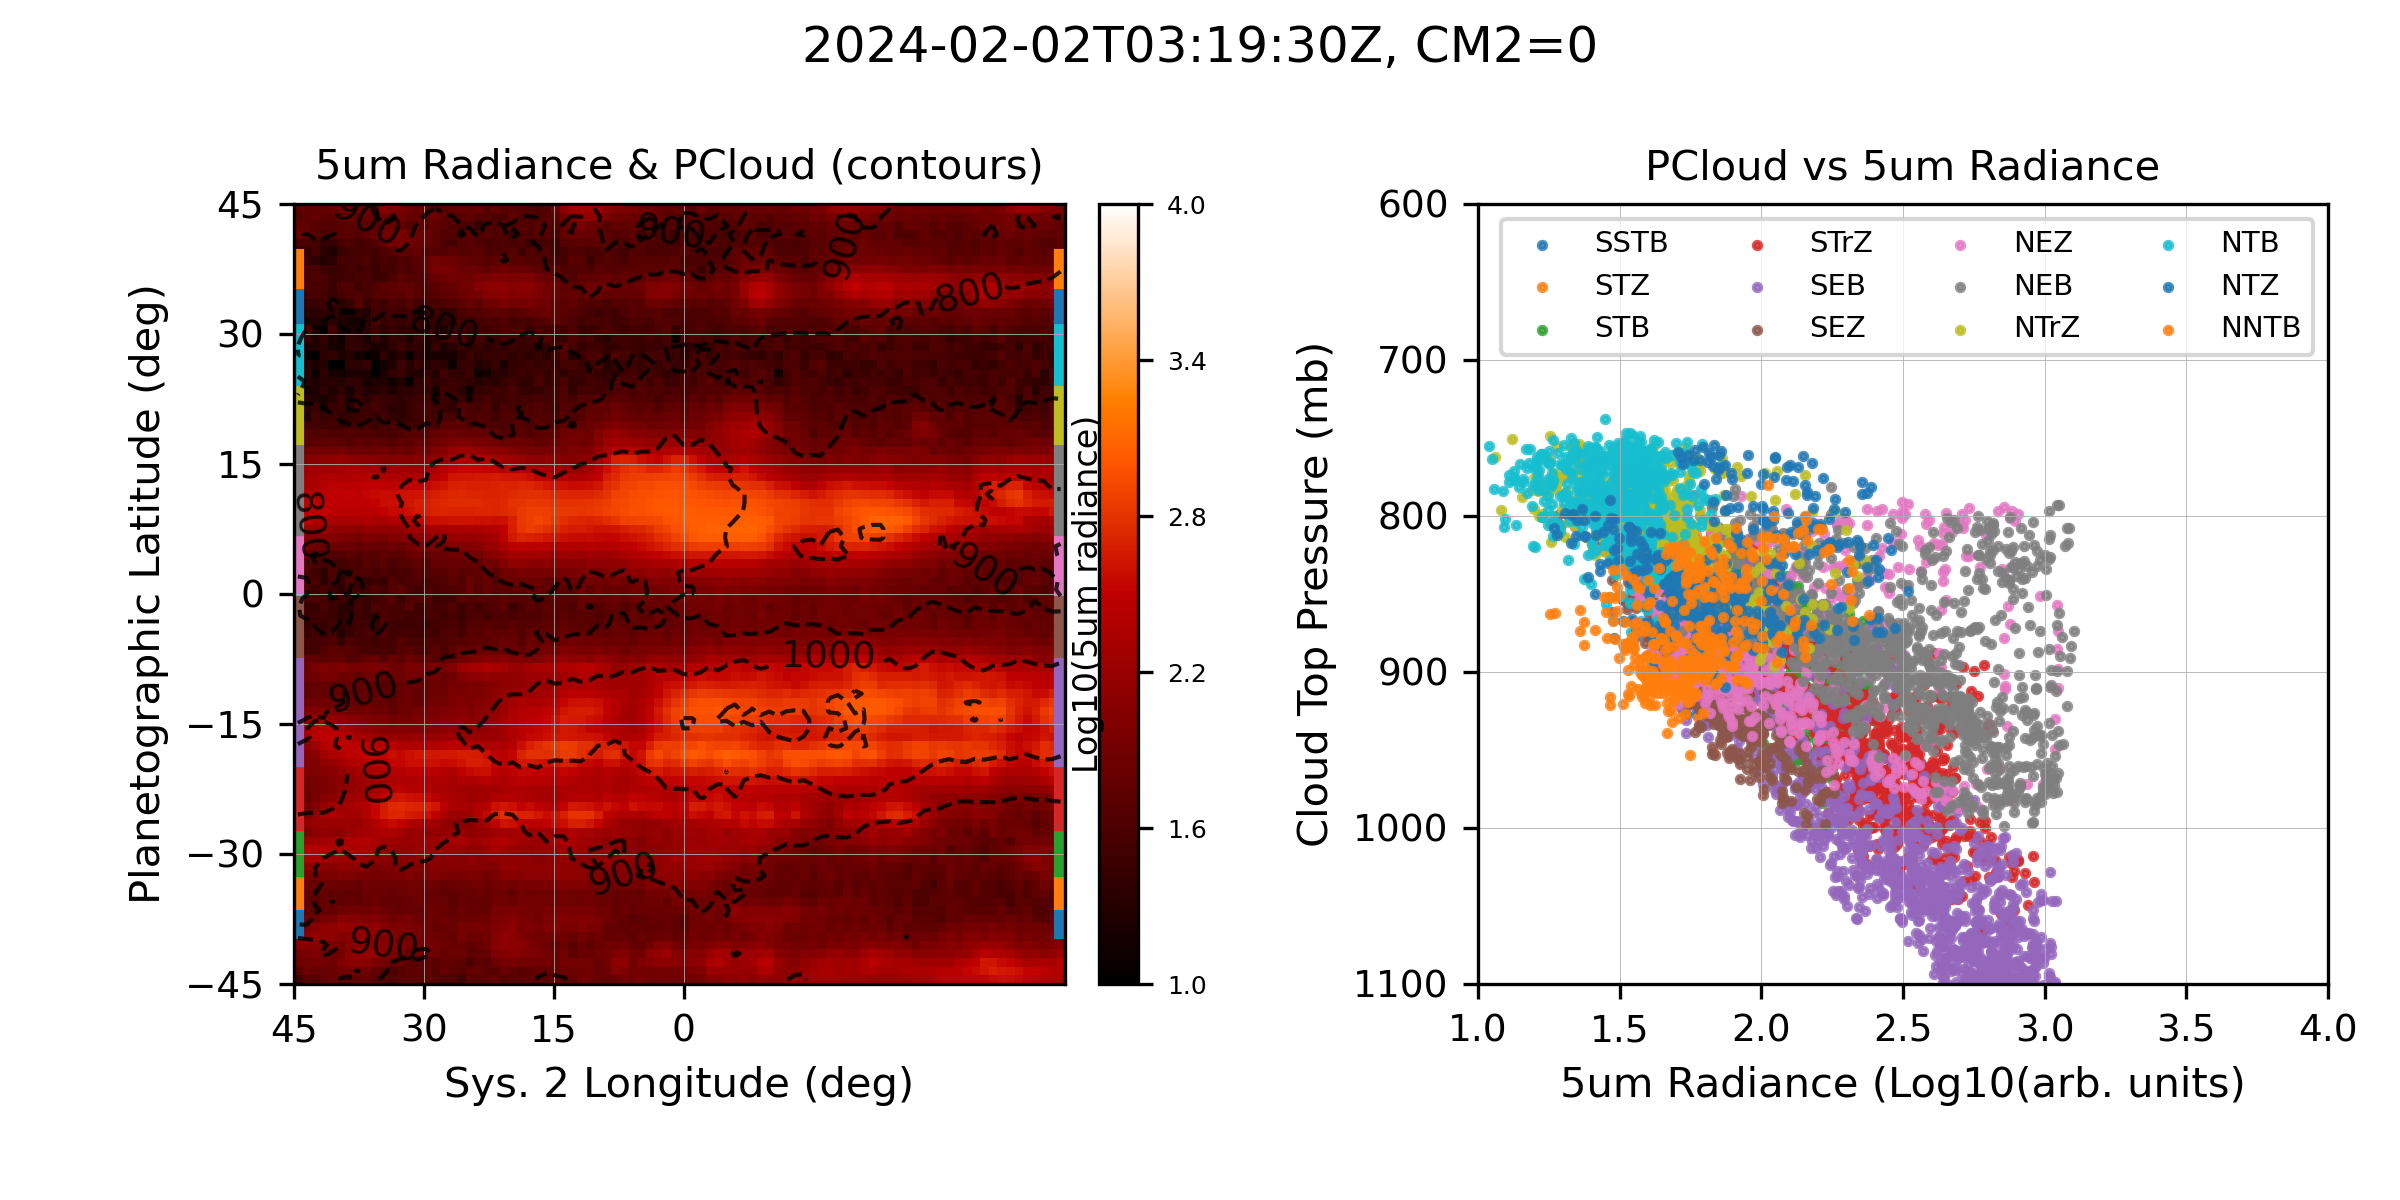 2024-02-02T03:19:30Z, CM2=0
5um Radiance & PCloud (contours)
45
30
15
0
−15
−30
−45
Planetographic Latitude (deg)
45
30
15
0
Sys. 2 Longitude (deg)
900
900
900
800
800
800
900
1000
900
900
900
900
4.0
3.4
2.8
2.2
1.6
1.0
Log10(5um radiance)
PCloud vs 5um Radiance
600
700
800
900
1000
1100
Cloud Top Pressure (mb)
SSTB
STZ
STB
STrZ
SEB
SEZ
NEZ
NEB
NTrZ
NTB
NTZ
NNTB
1.0
1.5
2.0
2.5
3.0
3.5
4.0
5um Radiance (Log10(arb. units)